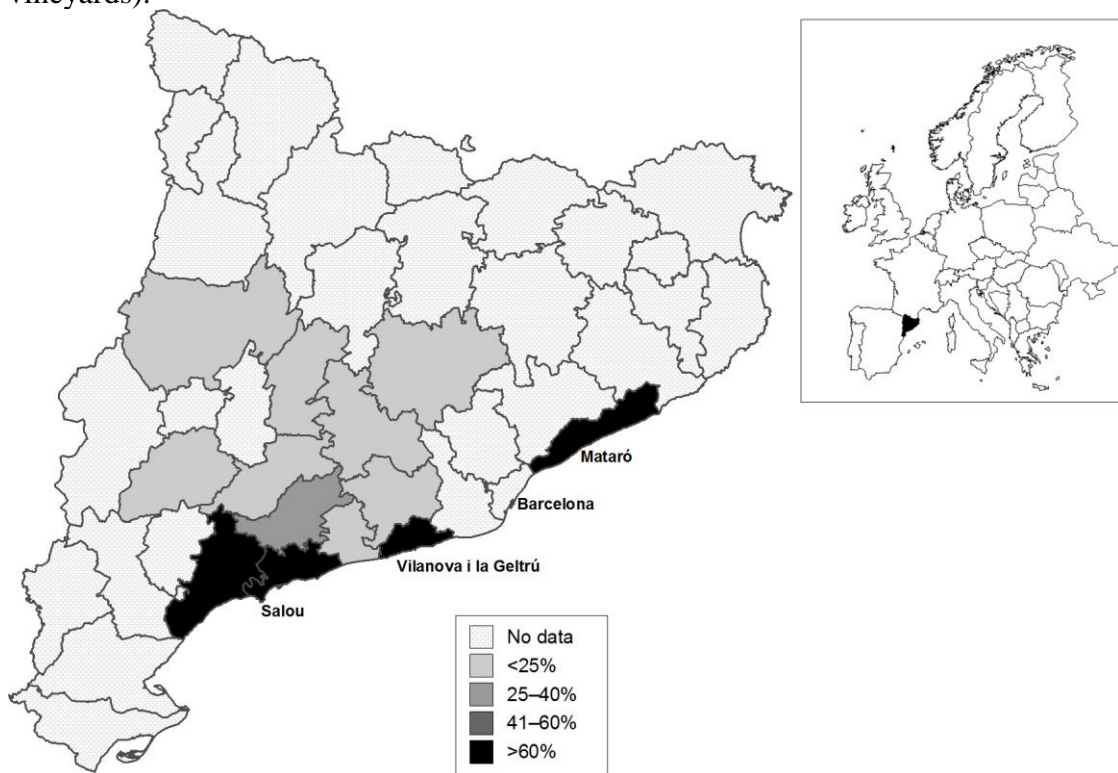 vineyards).
Mataró
Barcelona
Vilanova i la Geltrú
Salou
No data
<25%
25–40%
41–60%
>60%